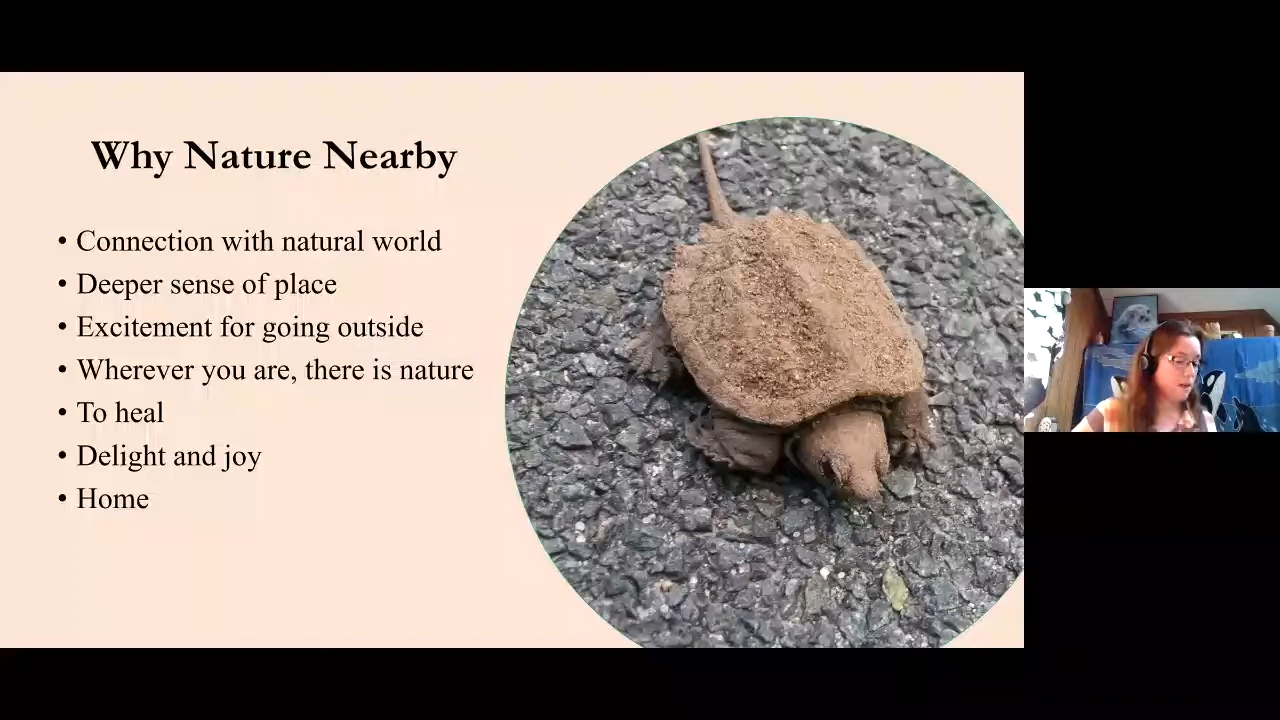 Why Nature Nearby
• Connection with natural world
• Deeper sense of place
• Excitement for going outside
• Wherever you are, there is nature
• To heal
• Delight and joy
• Home